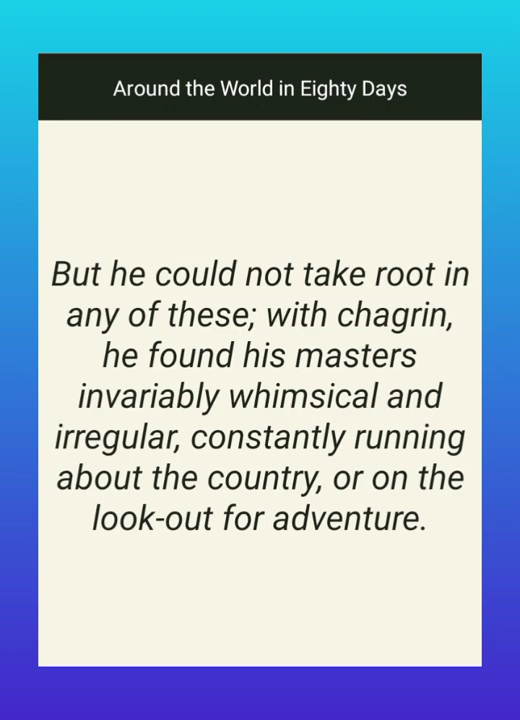 Around the World in Eighty Days
But he could not take root in
any of these; with chagrin,
he found his masters
invariably whimsical and
irregular, constantly running
about the country, or on the
look-out for adventure.